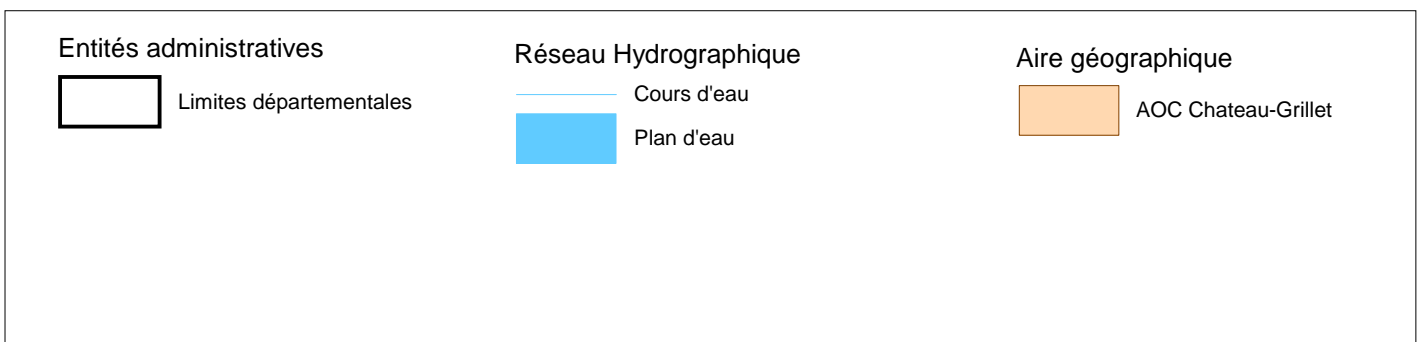 Entités administratives
Limites départementales
Réseau Hydrographique
Cours d'eau
Plan d'eau
Aire géographique
AOC Chateau-Grillet